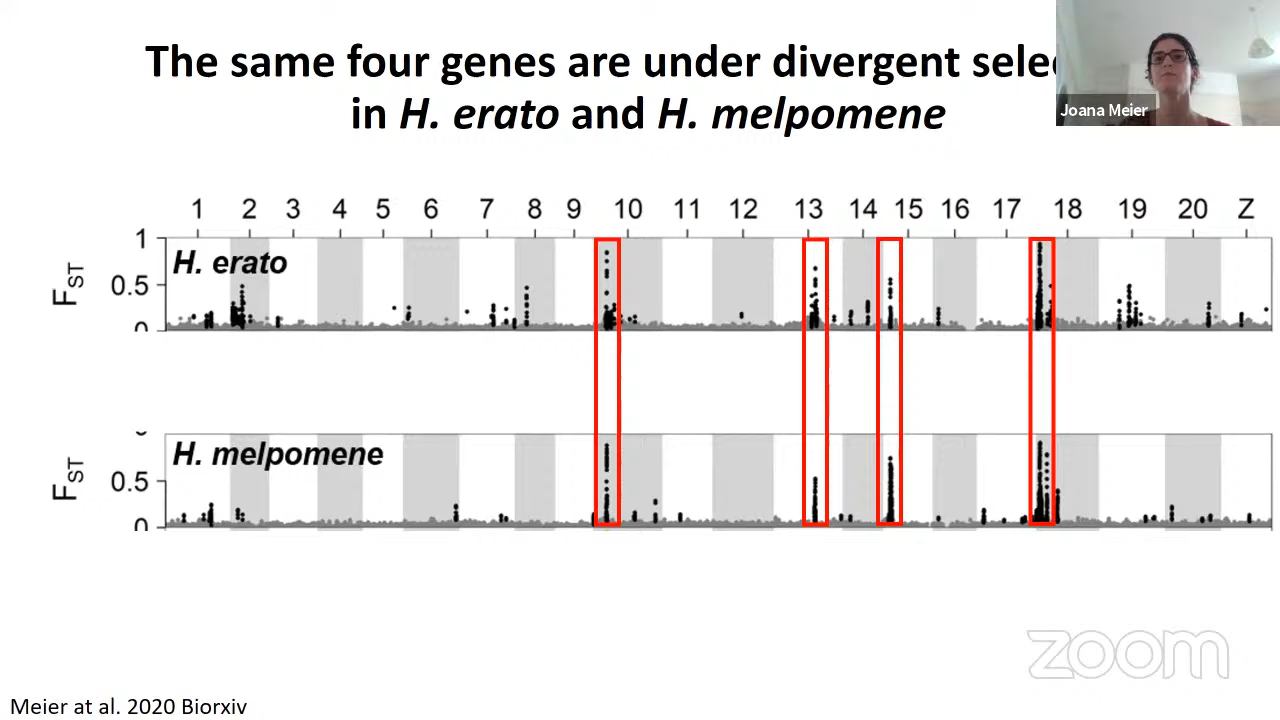 The same four genes are under divergent
in H. erato and H. melpomene
Joana Meier
1 2 3 4 5 6 7 8 9 10 11 12 13 14 15 16 17 18 19 20 Z
1
H. erato
FST
0.5
0
H. melpomene
FST
0.5
0
zoom
Meier at al. 2020 Biorxiv